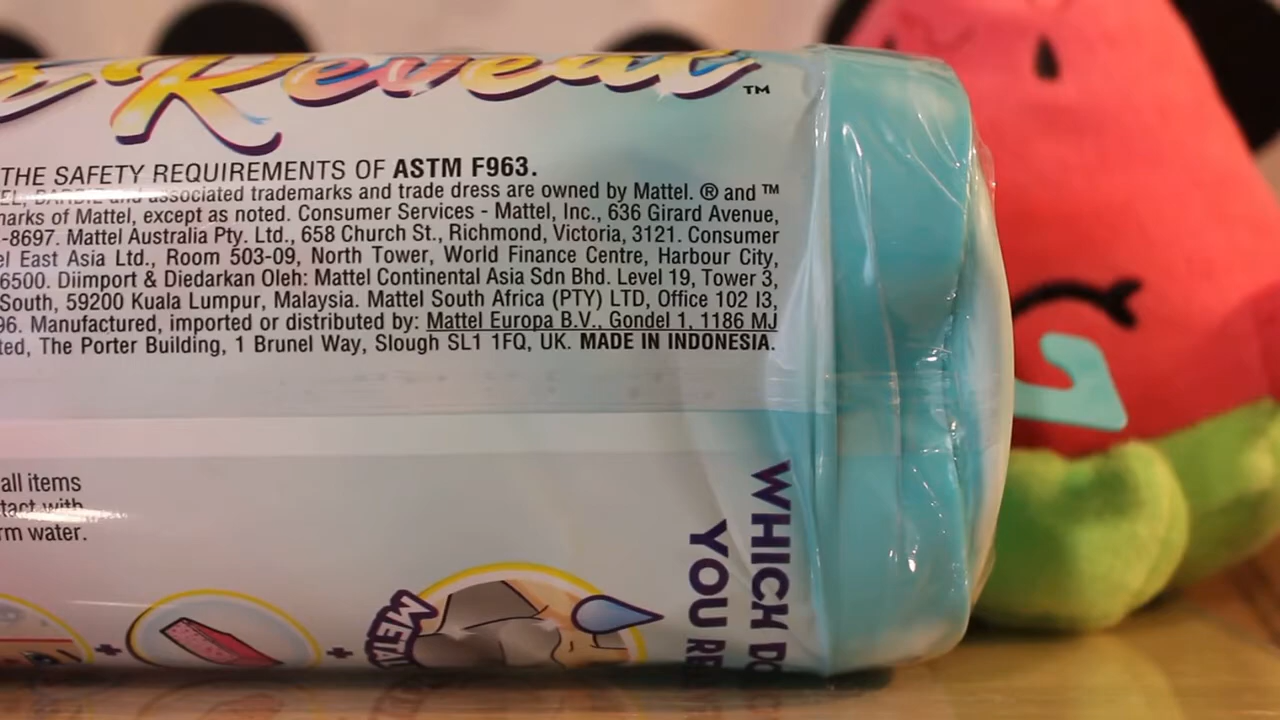 Reveal™
THE SAFETY REQUIREMENTS OF ASTM F963.
BARBIE and associated trademarks and trade dress are owned by Mattel. ® and ™
marks of Mattel, except as noted. Consumer Services - Mattel, Inc., 636 Girard Avenue,
-8697. Mattel Australia Pty. Ltd., 658 Church St., Richmond, Victoria, 3121. Consumer
el East Asia Ltd., Room 503-09, North Tower, World Finance Centre, Harbour City,
6500. Diimport & Diedarkan Oleh: Mattel Continental Asia Sdn Bhd. Level 19, Tower 3,
South, 59200 Kuala Lumpur, Malaysia. Mattel South Africa (PTY) LTD, Office 102 I3,
96. Manufactured, imported or distributed by: Mattel Europa B.V., Gondel 1, 1186 MJ
ted, The Porter Building, 1 Brunel Way, Slough SL1 1FQ, UK. MADE IN INDONESIA.
all items
tact with
rm water.
META
WHICH DO
YOU RE